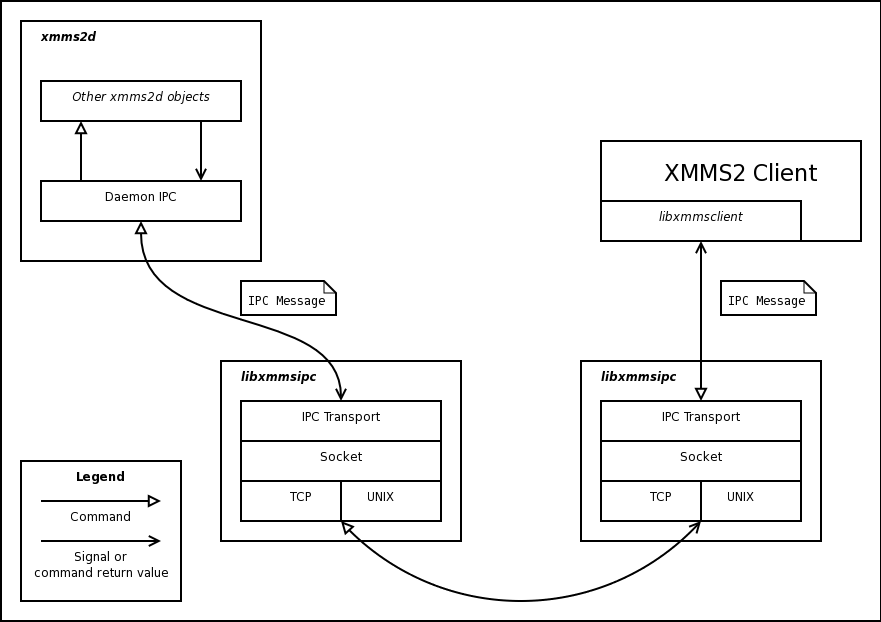 xmms2d
Other xmms2d objects
Daemon IPC
XMMS2 Client
libxmmsclient
IPC Message
IPC Message
libxmmsipc
IPC Transport
Socket
TCP UNIX
libxmmsipc
IPC Transport
Socket
TCP UNIX
Legend
Command
Signal or
command return value